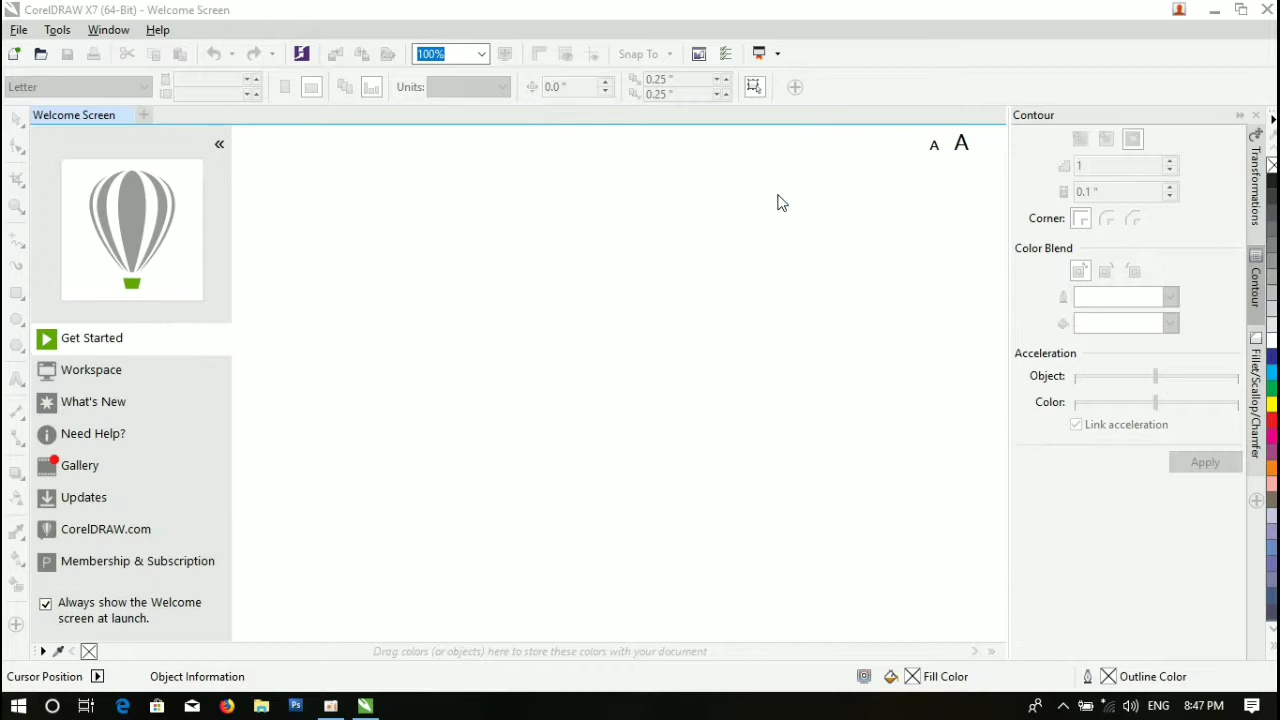 CorelDRAW X7 (64-Bit) - Welcome Screen
File Tools Window Help
100% Snap To
Letter Units: 0.0 " 0.25 "
0.25 "
Welcome Screen
A A
Get Started
Workspace
What's New
Need Help?
Gallery
Updates
CorelDRAW.com
P Membership & Subscription
Always show the Welcome
screen at launch.
Contour
1
0.1 "
Corner:
Color Blend
Acceleration
Object:
Color:
Link acceleration
Apply
Transformations
Contour
Fillet/Scallop/Chamfer
Drag colors (or objects) here to store these colors with your document
Cursor Position Object Information Fill Color Outline Color
Ps ENG 8:47 PM